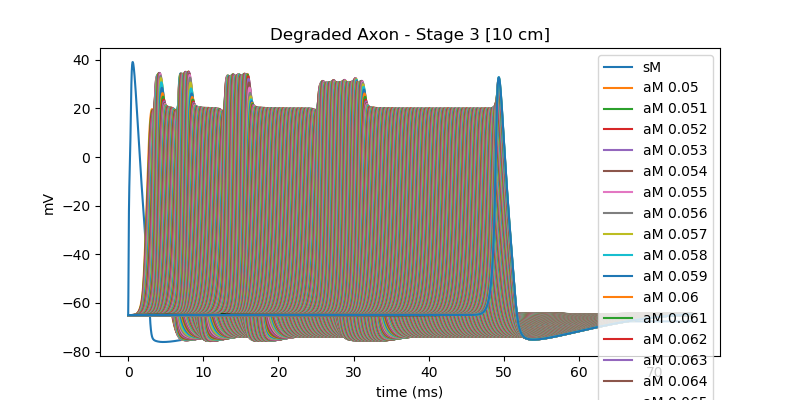 Degraded Axon - Stage 3 [10 cm]
40
20
0
−20
−40
−60
−80
mV
0
10
20
30
40
50
60
70
time (ms)
sM
aM 0.05
aM 0.051
aM 0.052
aM 0.053
aM 0.054
aM 0.055
aM 0.056
aM 0.057
aM 0.058
aM 0.059
aM 0.06
aM 0.061
aM 0.062
aM 0.063
aM 0.064
aM 0.065